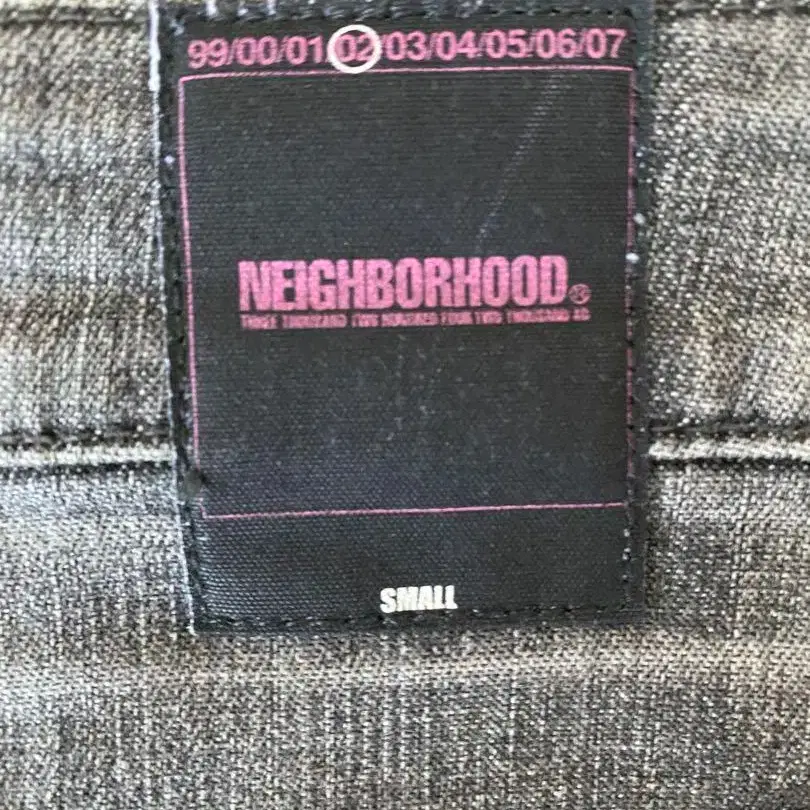 99/00/01/02/03/04/05/06/07
NEIGHBORHOOD®
THREE THOUSAND TWO HUNDRED FOUR TWO THOUSAND AD
SMALL